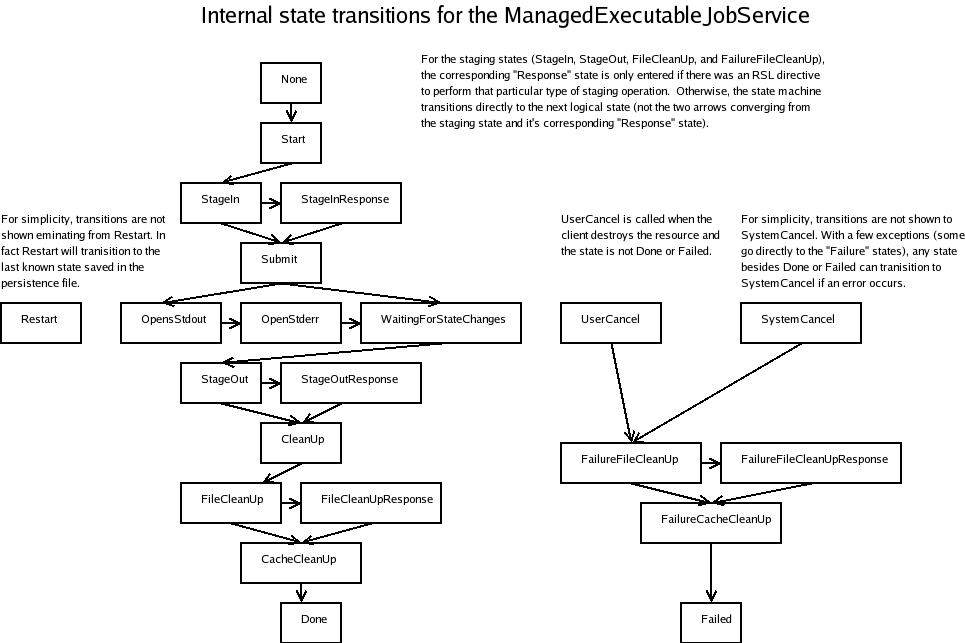 Internal state transitions for the ManagedExecutableJobService
For the staging states (StageIn, StageOut, FileCleanUp, and FailureFileCleanUp),
the corresponding "Response" state is only entered if there was an RSL directive
to perform that particular type of staging operation.  Otherwise, the state machine
transitions directly to the next logical state (not the two arrows converging from
the staging state and it's corresponding "Response" state).
None
Start
StageIn
StageInResponse
Submit
For simplicity, transitions are not
shown eminating from Restart. In
fact Restart will tranisition to the
last known state saved in the
persistence file.
Restart
OpensStdout
OpenStderr
WaitingForStateChanges
StageOut
StageOutResponse
CleanUp
FileCleanUp
FileCleanUpResponse
CacheCleanUp
Done
UserCancel is called when the
client destroys the resource and
the state is not Done or Failed.
For simplicity, transitions are not shown to
SystemCancel. With a few exceptions (some
go directly to the "Failure" states), any state
besides Done or Failed can tranisition to
SystemCancel if an error occurs.
UserCancel
SystemCancel
FailureFileCleanUp
FailureFileCleanUpResponse
FailureCacheCleanUp
Failed